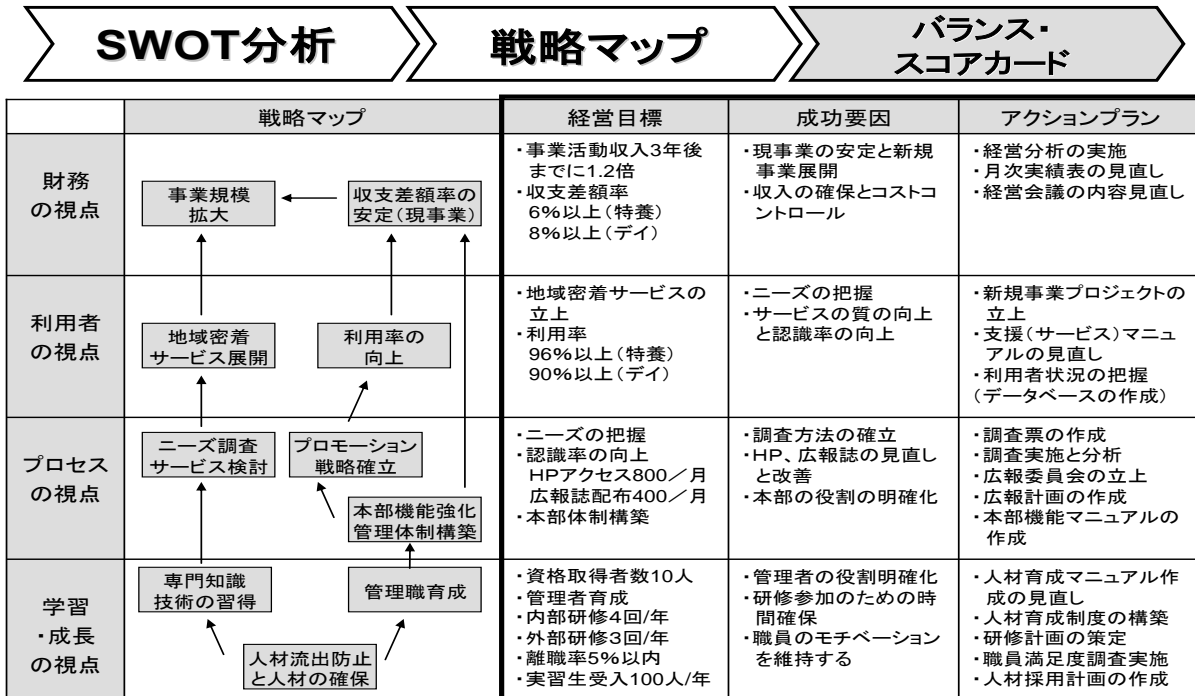 SWOT分析
戦略マップ
バランス・
スコアカード
戦略マップ
経営目標
成功要因
アクションプラン
財務
の視点
事業規模
拡大
収支差額率の
安定(現事業)
・事業活動収入3年後
までに1.2倍
・収支差額率
6%以上(特養)
8%以上(デイ)
・現事業の安定と新規
事業展開
・収入の確保とコストコ
ントロール
・経営分析の実施
・月次実績表の見直し
・経営会議の内容見直し
利用者
の視点
地域密着
サービス展開
利用率の
向上
・地域密着サービスの
立上
・利用率
96%以上(特養)
90%以上(デイ)
・ニーズの把握
・サービスの質の向上
と認識率の向上
・新規事業プロジェクトの
立上
・支援(サービス)マニュ
アルの見直し
・利用者状況の把握
(データベースの作成)
プロセス
の視点
ニーズ調査
サービス検討
プロモーション
戦略確立
本部機能強化
管理体制構築
・ニーズの把握
・認識率の向上
HPアクセス800/月
広報誌配布400/月
・本部体制構築
・調査方法の確立
・HP、広報誌の見直し
と改善
・本部の役割の明確化
・調査票の作成
・調査実施と分析
・広報委員会の立上
・広報計画の作成
・本部機能マニュアルの
作成
学習
・成長
の視点
専門知識
技術の習得
管理職育成
人材流出防止
と人材の確保
・資格取得者数10人
・管理者育成
・内部研修4回/年
・外部研修3回/年
・離職率5%以内
・実習生受入100人/年
・管理者の役割明確化
・研修参加のための時
間確保
・職員のモチベーション
を維持する
・人材育成マニュアル作
成の見直し
・人材育成制度の構築
・研修計画の策定
・職員満足度調査実施
・人材採用計画の作成